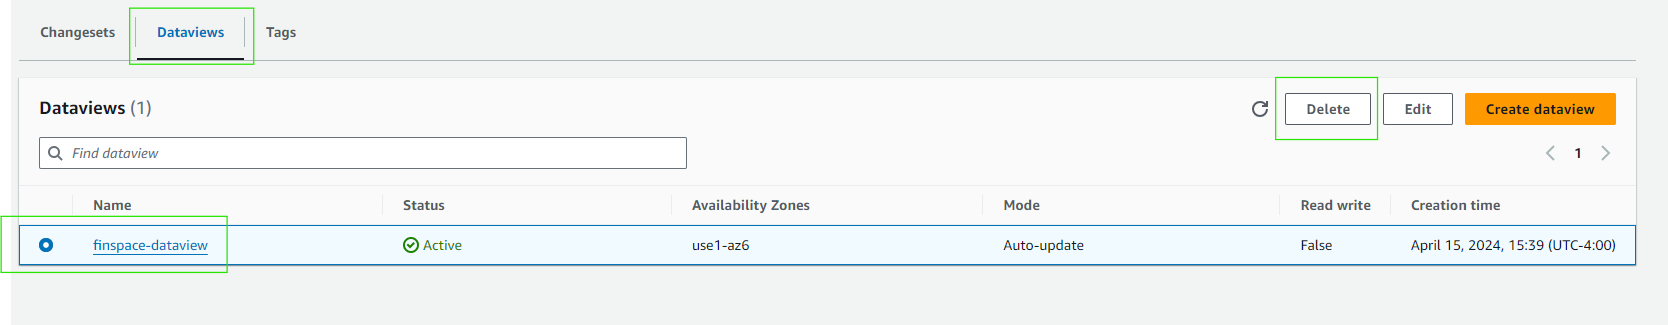 Changesets Dataviews Tags
Dataviews (1) Delete Edit Create dataview
Find dataview 1
Name Status Availability Zones Mode Read write Creation time
finspace-dataview Active use1-az6 Auto-update False April 15, 2024, 15:39 (UTC-4:00)